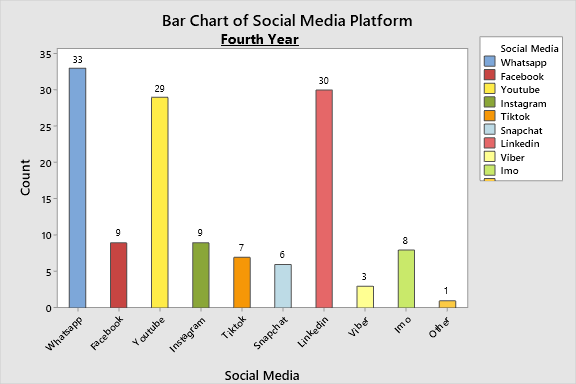 Bar Chart of Social Media Platform
Fourth Year
Social Media
Whatsapp
Facebook
Youtube
Instagram
Tiktok
Snapchat
Linkedin
Viber
Imo
Count
35
30
25
20
15
10
5
0
33
9
29
9
7
6
30
3
8
1
Whatsapp
Facebook
Youtube
Instagram
Tiktok
Snapchat
Linkedin
Viber
Imo
Other
Social Media